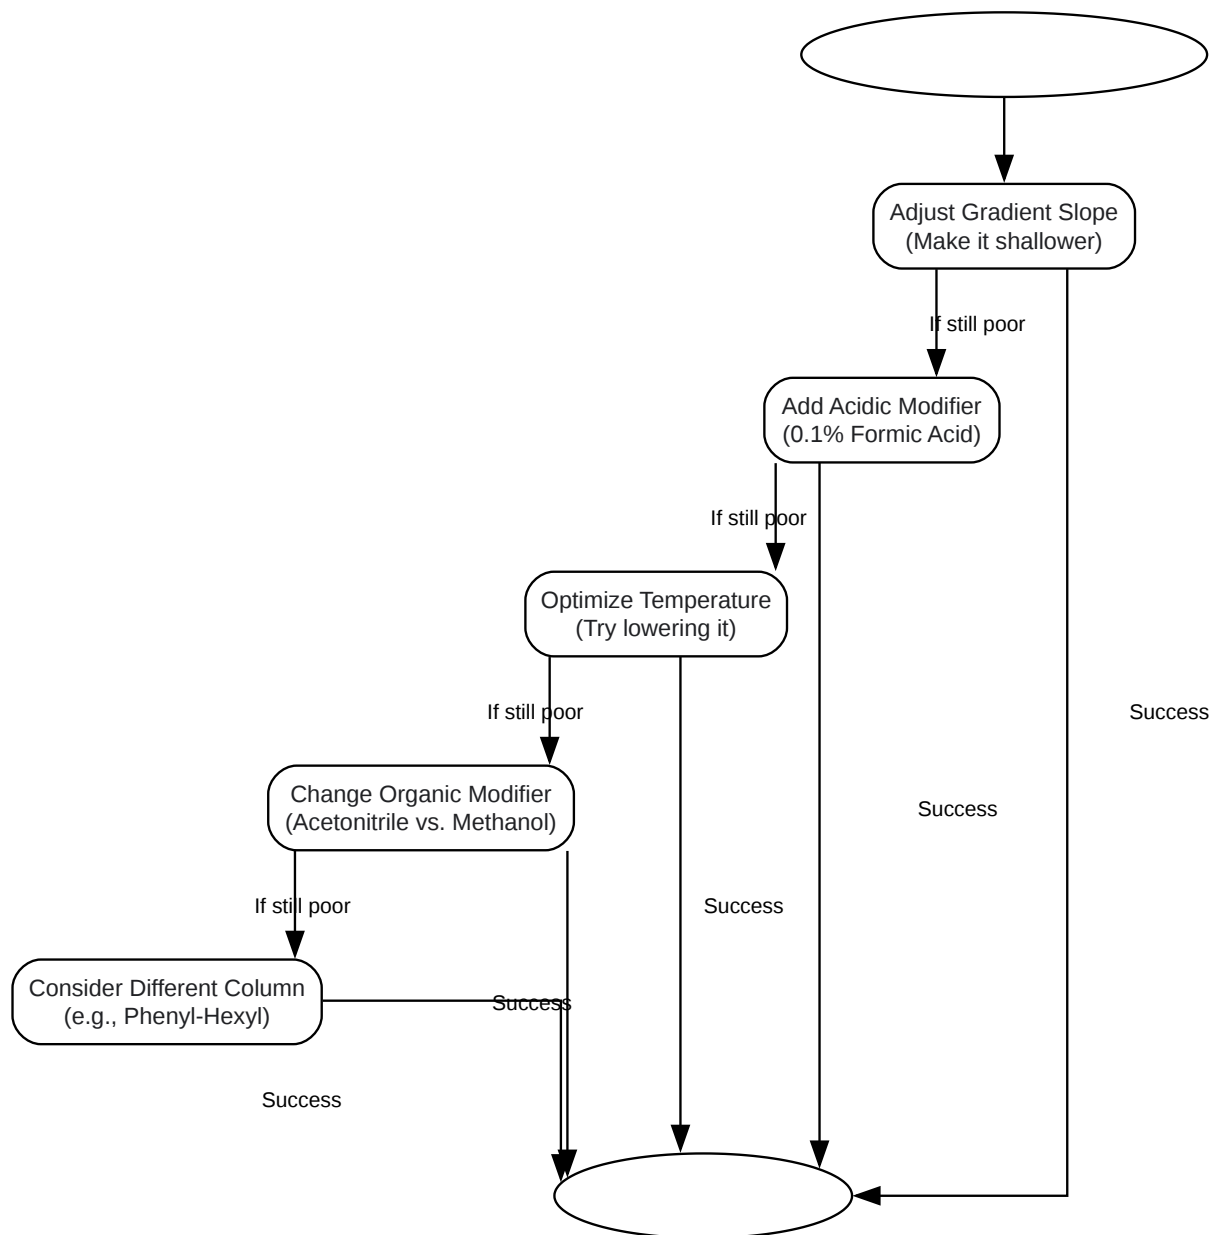 Adjust Gradient Slope
(Make it shallower)
If still poor
Add Acidic Modifier
(0.1% Formic Acid)
If still poor
Optimize Temperature
(Try lowering it)
If still poor
Success
Change Organic Modifier
(Acetonitrile vs. Methanol)
Success
If still poor
Success
Consider Different Column
(e.g., Phenyl-Hexyl)
Success
Success